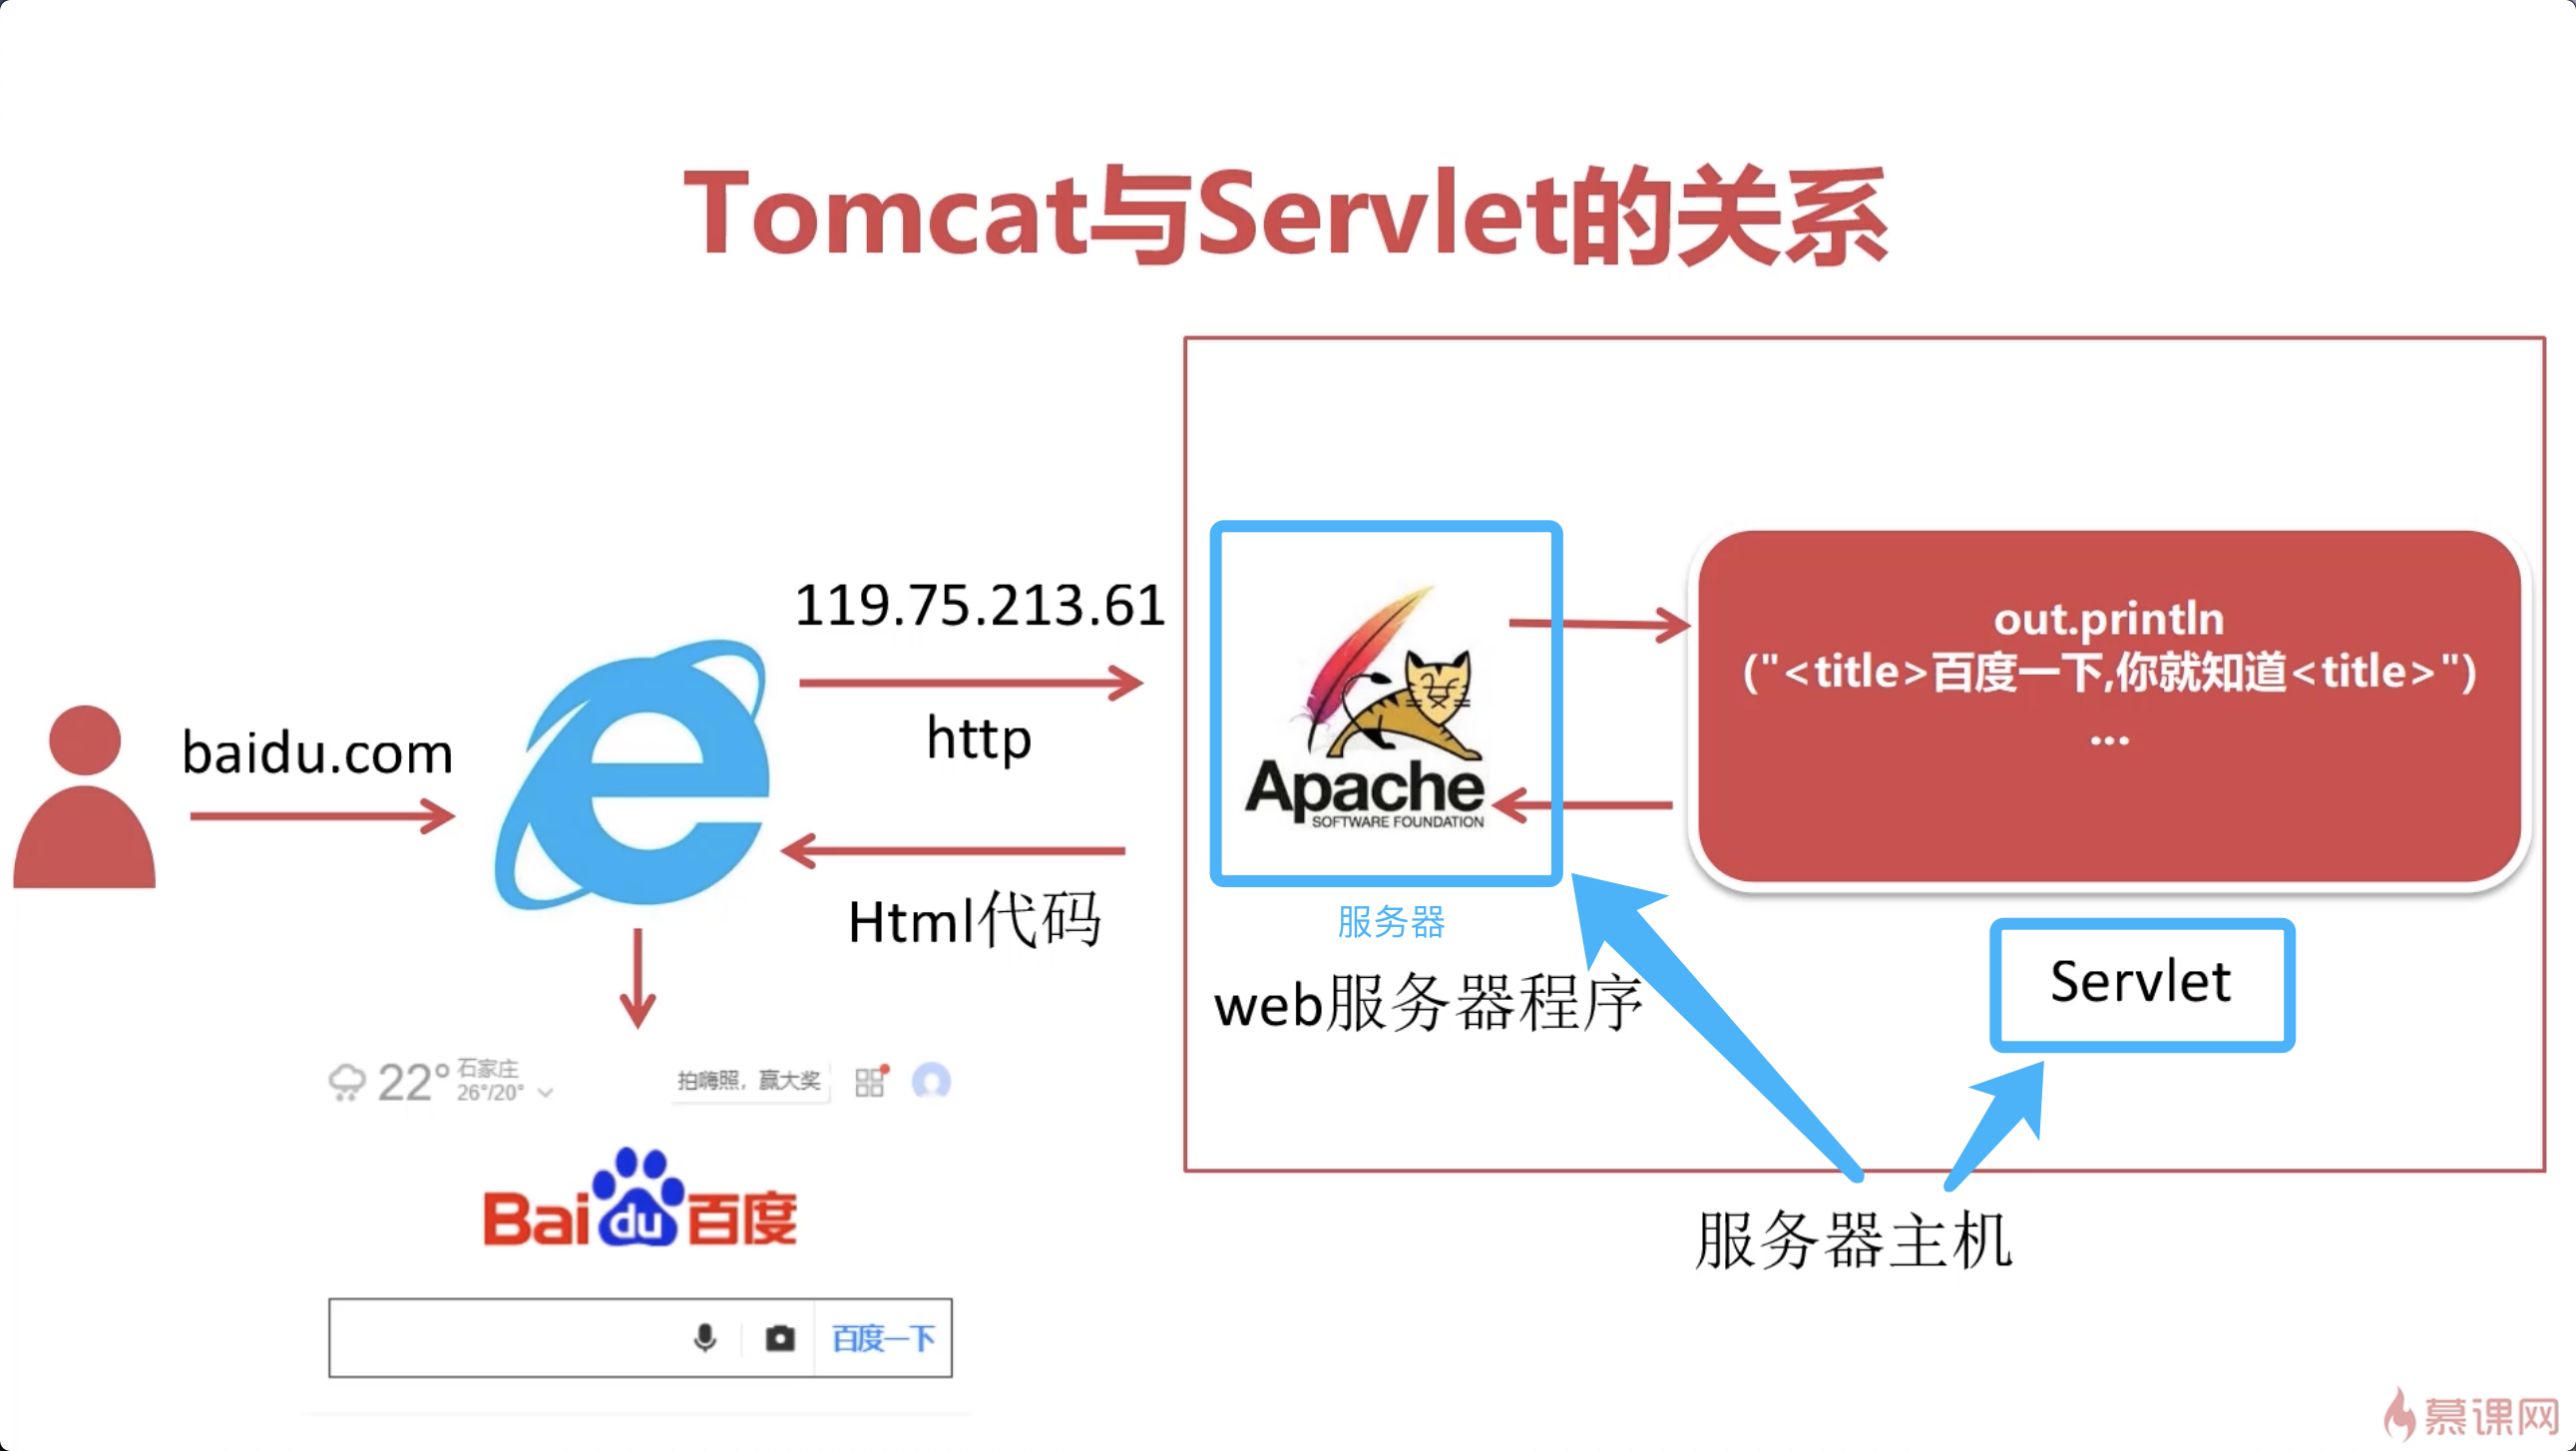 Tomcat与Servlet的关系
119.75.213.61
http
baidu.com
Html代码
Apache
SOFTWARE FOUNDATION
服务器
web服务器程序
out.println
("<title>百度一下,你就知道<title>")
...
Servlet
服务器主机
22° 石家庄
26°/20°
拍嗨照，赢大奖
Bai du 百度
百度一下
慕课网